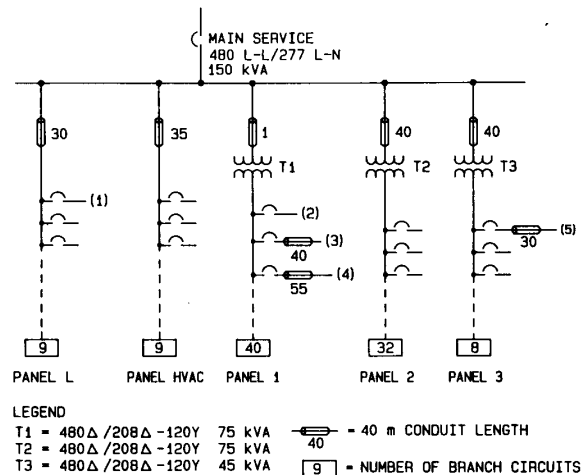 MAIN SERVICE
480 L-L/277 L-N
150 kVA
30
35
1
40
40
T1
T2
T3
(1)
(2)
(3)
40
(4)
55
(5)
30
9
9
40
32
8
PANEL L
PANEL HVAC
PANEL 1
PANEL 2
PANEL 3
LEGEND
T1 = 480Δ/208Δ-120Y 75 kVA
T2 = 480Δ/208Δ-120Y 75 kVA
T3 = 480Δ/208Δ-120Y 45 kVA
40 = 40 m CONDUIT LENGTH
9 = NUMBER OF BRANCH CIRCUITS